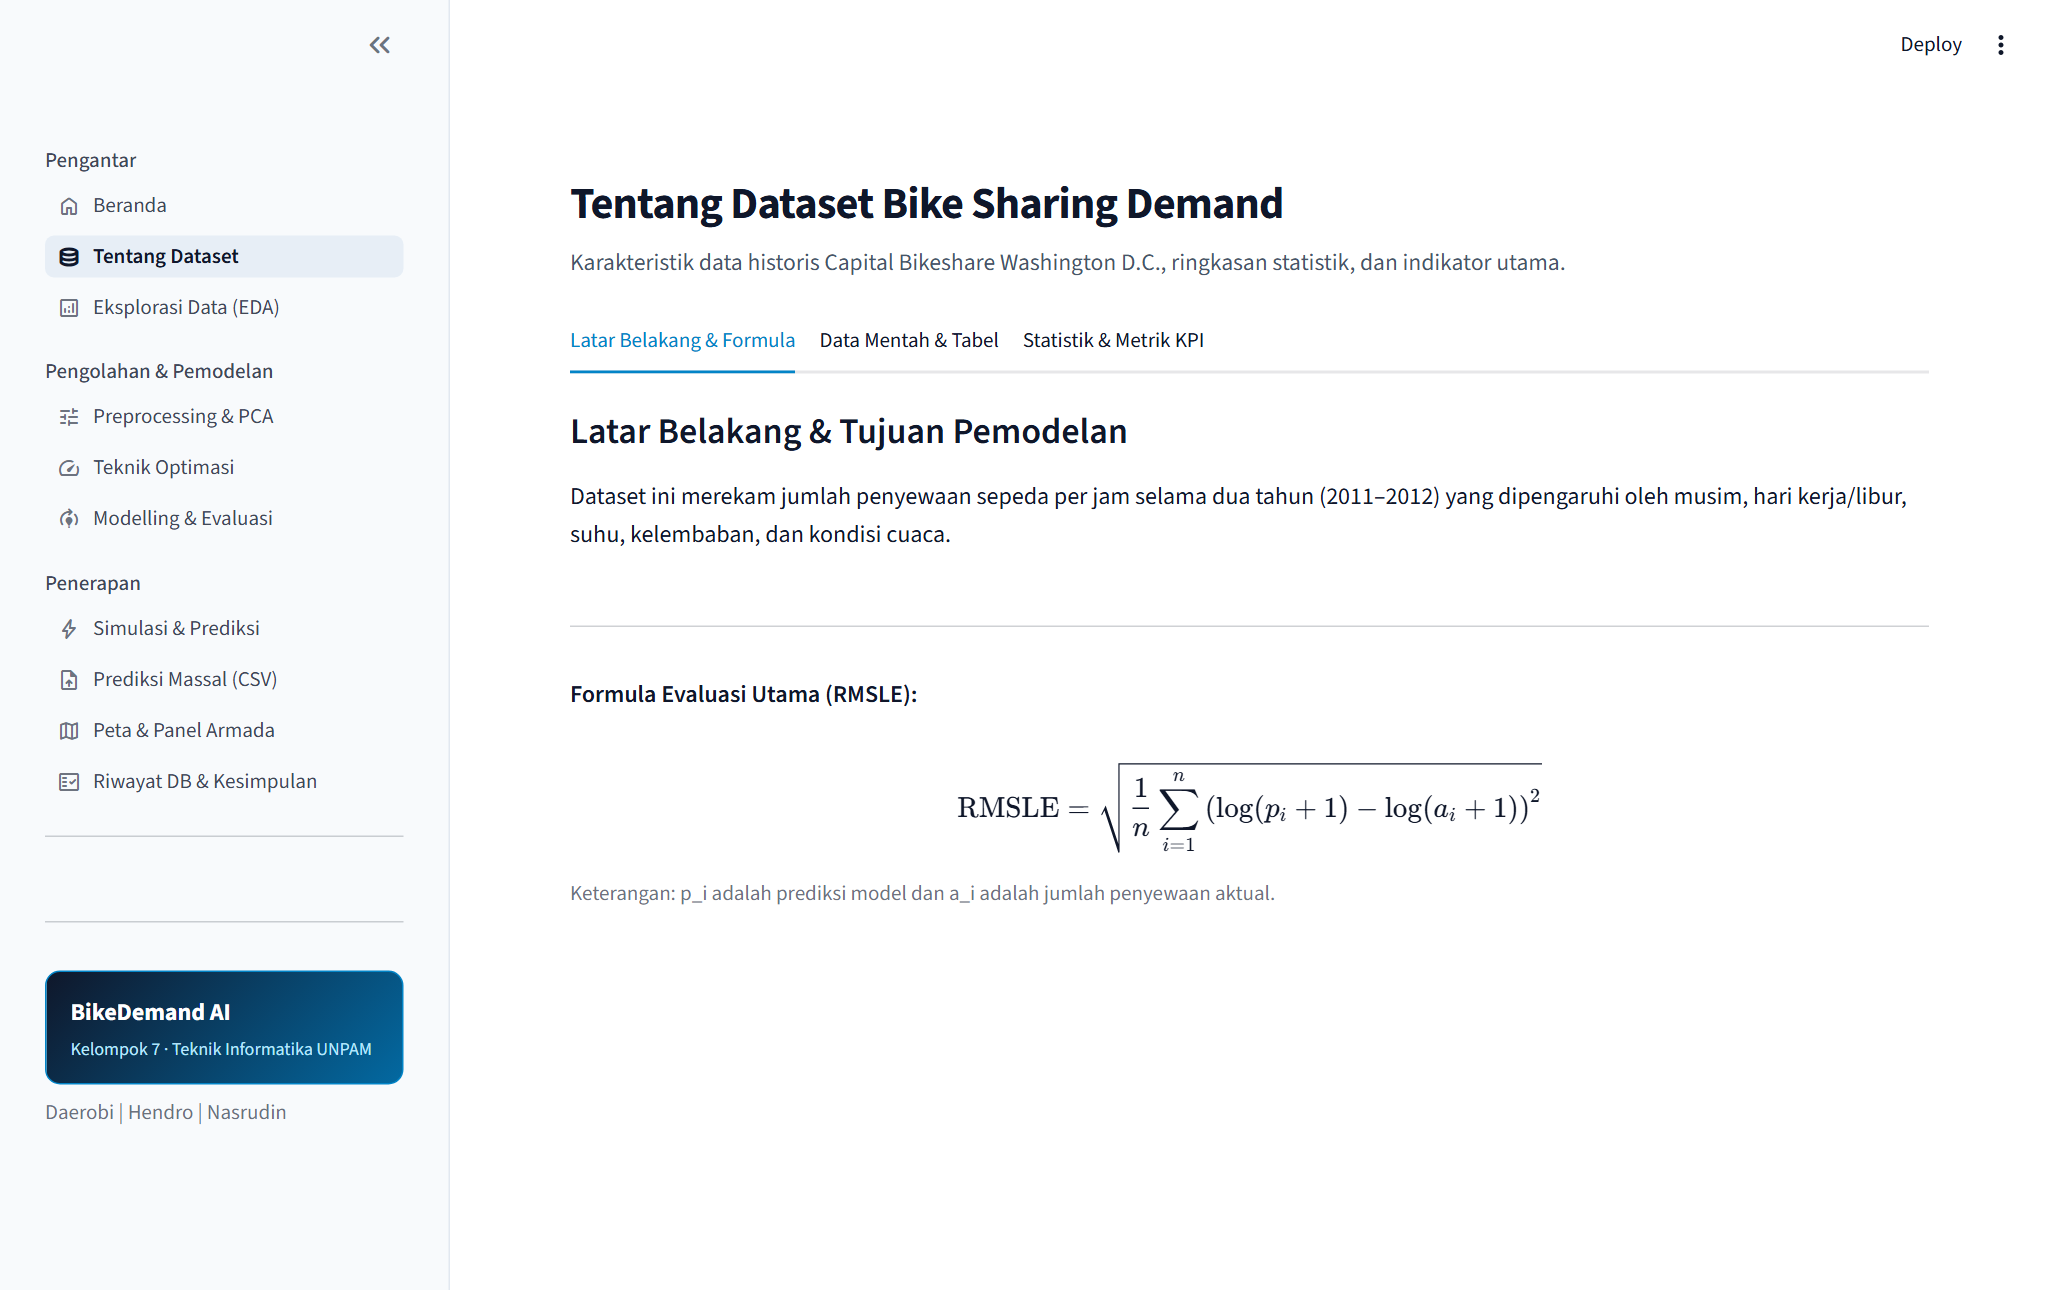 Deploy
Pengantar
Beranda
Tentang Dataset
Eksplorasi Data (EDA)
Pengolahan & Pemodelan
Preprocessing & PCA
Teknik Optimasi
Modelling & Evaluasi
Penerapan
Simulasi & Prediksi
Prediksi Massal (CSV)
Peta & Panel Armada
Riwayat DB & Kesimpulan
BikeDemand AI
Kelompok 7 · Teknik Informatika UNPAM
Daerobi | Hendro | Nasrudin
Tentang Dataset Bike Sharing Demand
Karakteristik data historis Capital Bikeshare Washington D.C., ringkasan statistik, dan indikator utama.
Latar Belakang & Formula
Data Mentah & Tabel
Statistik & Metrik KPI
Latar Belakang & Tujuan Pemodelan
Dataset ini merekam jumlah penyewaan sepeda per jam selama dua tahun (2011–2012) yang dipengaruhi oleh musim, hari kerja/libur,
suhu, kelembaban, dan kondisi cuaca.
Formula Evaluasi Utama (RMSLE):
RMSLE = √(1/n ∑_{i=1}^{n} (log(p_i + 1) − log(a_i + 1))²)
Keterangan: p_i adalah prediksi model dan a_i adalah jumlah penyewaan aktual.